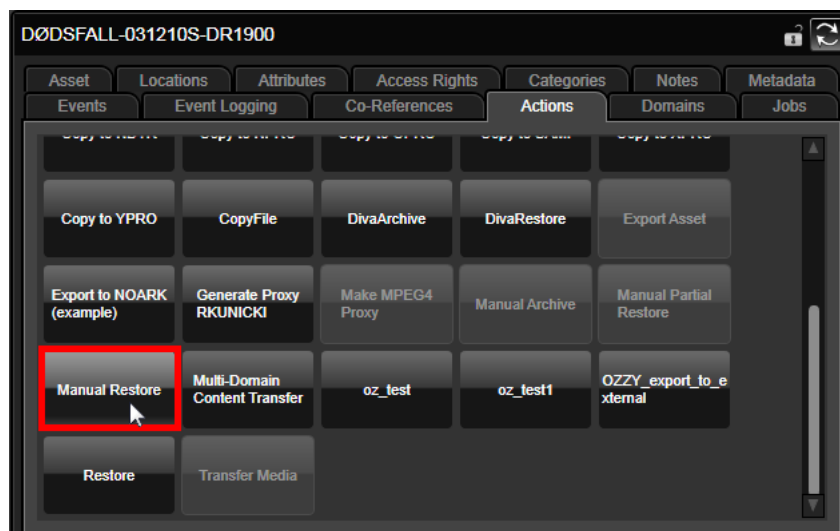 DØDSFALL-031210S-DR1900
Asset Locations Attributes Access Rights Categories Notes Metadata
Events Event Logging Co-References Actions Domains Jobs
Copy to YPRO CopyFile DivaArchive DivaRestore Export Asset
Export to NOARK
(example)
Generate Proxy
RKUNICKI
Make MPEG4
Proxy
Manual Archive
Manual Partial
Restore
Manual Restore
Multi-Domain
Content Transfer
oz_test
oz_test1
OZZY_export_to_e
xternal
Restore Transfer Media